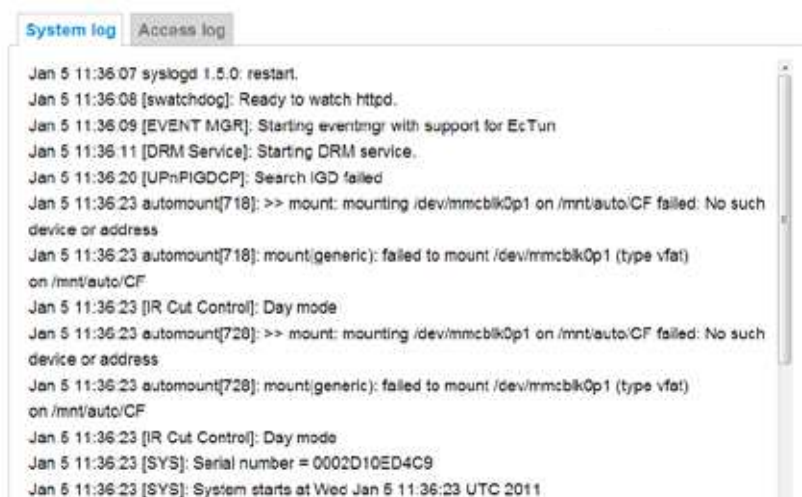 System log
Access log
Jan 5 11:36:07 syslogd 1.5.0: restart.
Jan 5 11:36:08 [swatchdog]: Ready to watch httpd.
Jan 5 11:36:09 [EVENT MGR]: Starting eventmgr with support for EcTun
Jan 5 11:36:11 [DRM Service]: Starting DRM service.
Jan 5 11:36:20 [UPnPIGDCP]: Search IGD failed
Jan 5 11:36:23 automount[718]: >> mount: mounting /dev/mmcblk0p1 on /mnt/auto/CF failed: No such
device or address
Jan 5 11:36:23 automount[718]: mount(generic): failed to mount /dev/mmcblk0p1 (type vfat)
on /mnt/auto/CF
Jan 5 11:36:23 [IR Cut Control]: Day mode
Jan 5 11:36:23 automount[728]: >> mount: mounting /dev/mmcblk0p1 on /mnt/auto/CF failed: No such
device or address
Jan 5 11:36:23 automount[728]: mount(generic): failed to mount /dev/mmcblk0p1 (type vfat)
on /mnt/auto/CF
Jan 5 11:36:23 [IR Cut Control]: Day mode
Jan 5 11:36:23 [SYS]: Serial number = 0002D10ED4C9
Jan 5 11:36:23 [SYS]: System starts at Wed Jan 5 11:36:23 UTC 2011